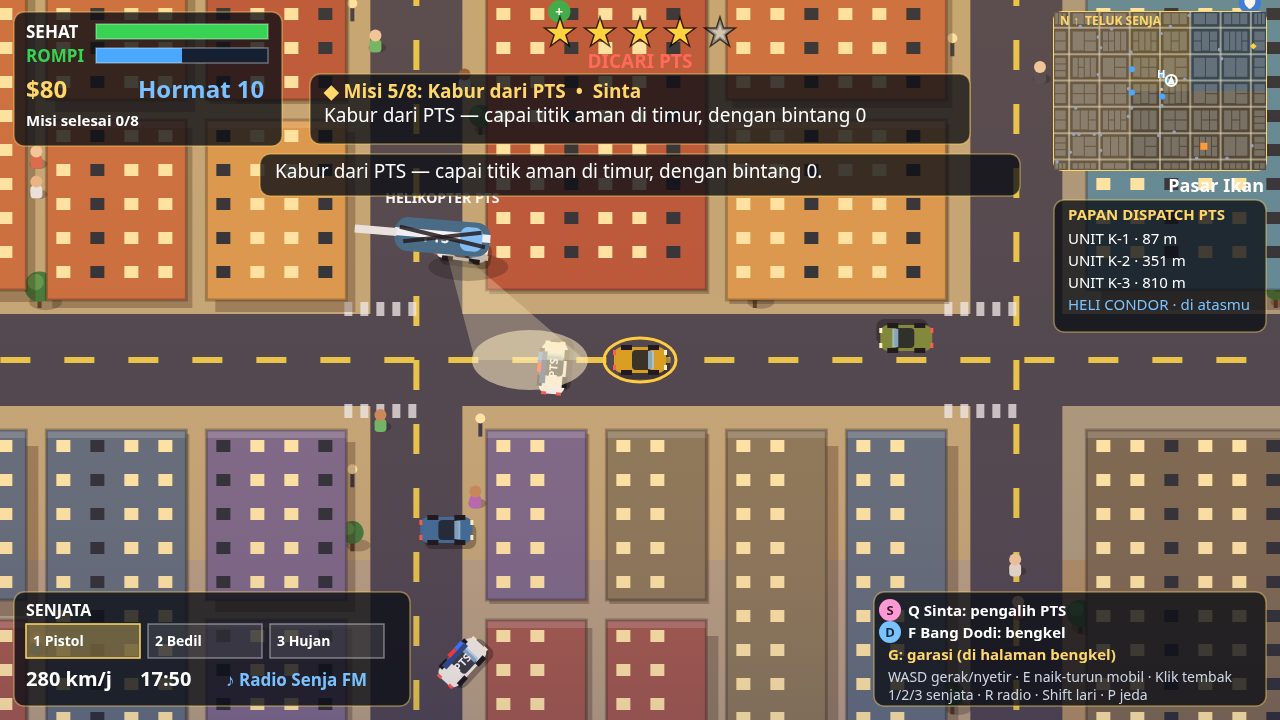 SEHAT
ROMPI
$80 Hormat 10
Misi selesai 0/8
DICARI PTS
◆ Misi 5/8: Kabur dari PTS • Sinta
Kabur dari PTS — capai titik aman di timur, dengan bintang 0
Kabur dari PTS — capai titik aman di timur, dengan bintang 0.
N ↑ TELUK SENJA
H
Pasar Ikan
PAPAN DISPATCH PTS
UNIT K-1 · 87 m
UNIT K-2 · 351 m
UNIT K-3 · 810 m
HELI CONDOR · di atasmu
HELIKOPTER PTS
PTS
PTS
SENJATA
1 Pistol 2 Bedil 3 Hujan
280 km/j 17:50 ♪ Radio Senja FM
S Q Sinta: pengalih PTS
D F Bang Dodi: bengkel
G: garasi (di halaman bengkel)
WASD gerak/nyetir · E naik-turun mobil · Klik tembak
1/2/3 senjata · R radio · Shift lari · P jeda